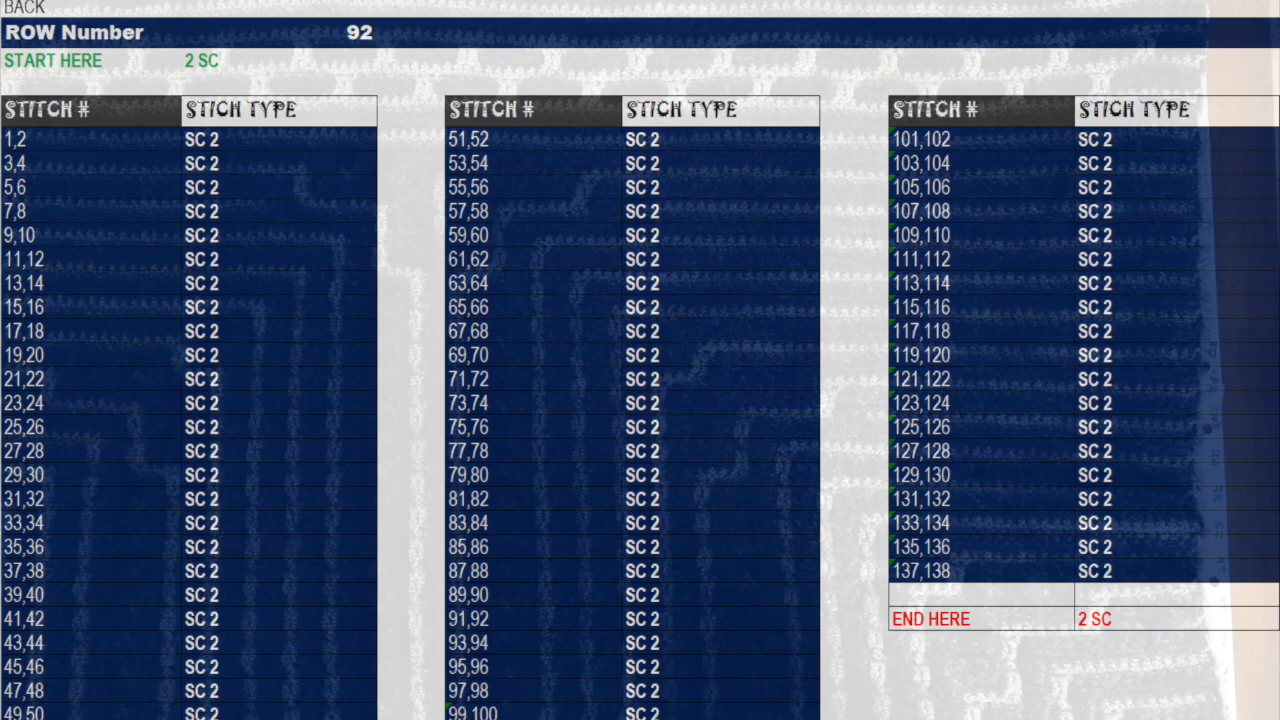 BACK
ROW Number 92
START HERE 2 SC
STITCH # STICH TYPE
1,2 SC 2
3,4 SC 2
5,6 SC 2
7,8 SC 2
9,10 SC 2
11,12 SC 2
13,14 SC 2
15,16 SC 2
17,18 SC 2
19,20 SC 2
21,22 SC 2
23,24 SC 2
25,26 SC 2
27,28 SC 2
29,30 SC 2
31,32 SC 2
33,34 SC 2
35,36 SC 2
37,38 SC 2
39,40 SC 2
41,42 SC 2
43,44 SC 2
45,46 SC 2
47,48 SC 2
49,50 SC 2
STITCH # STICH TYPE
51,52 SC 2
53,54 SC 2
55,56 SC 2
57,58 SC 2
59,60 SC 2
61,62 SC 2
63,64 SC 2
65,66 SC 2
67,68 SC 2
69,70 SC 2
71,72 SC 2
73,74 SC 2
75,76 SC 2
77,78 SC 2
79,80 SC 2
81,82 SC 2
83,84 SC 2
85,86 SC 2
87,88 SC 2
89,90 SC 2
91,92 SC 2
93,94 SC 2
95,96 SC 2
97,98 SC 2
99,100 SC 2
STITCH # STICH TYPE
101,102 SC 2
103,104 SC 2
105,106 SC 2
107,108 SC 2
109,110 SC 2
111,112 SC 2
113,114 SC 2
115,116 SC 2
117,118 SC 2
119,120 SC 2
121,122 SC 2
123,124 SC 2
125,126 SC 2
127,128 SC 2
129,130 SC 2
131,132 SC 2
133,134 SC 2
135,136 SC 2
137,138 SC 2
END HERE 2 SC